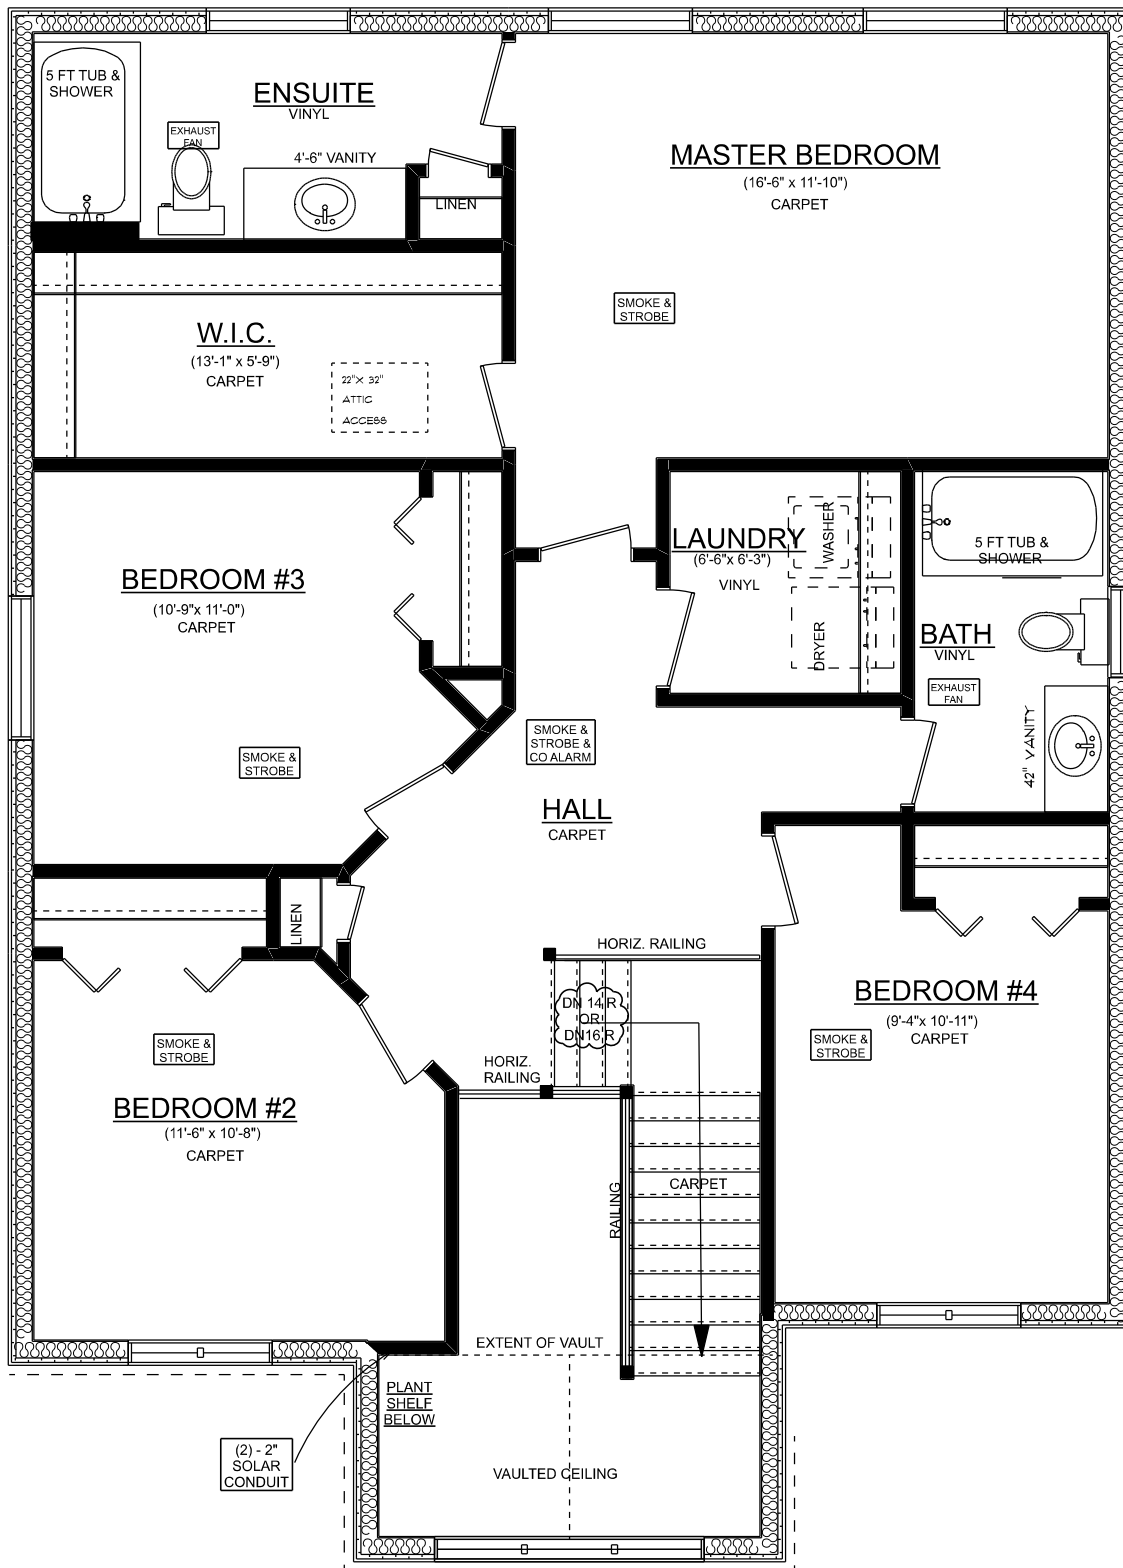 5 FT TUB &
SHOWER
ENSUITE
VINYL
EXHAUST
FAN
4'-6" VANITY
LINEN
MASTER BEDROOM
(16'-6" x 11'-10")
CARPET
SMOKE &
STROBE
W.I.C.
(13'-1" x 5'-9")
CARPET
22"x 32"
ATTIC
ACCESS
BEDROOM #3
(10'-9"x 11'-0")
CARPET
SMOKE &
STROBE
LAUNDRY
(6'-6"x 6'-3")
VINYL
WASHER
DRYER
5 FT TUB &
SHOWER
BATH
VINYL
EXHAUST
FAN
42" VANITY
SMOKE &
STROBE &
CO ALARM
HALL
CARPET
LINEN
HORIZ. RAILING
DN 14 R
OR
DN16 R
HORIZ.
RAILING
SMOKE &
STROBE
BEDROOM #2
(11'-6" x 10'-8")
CARPET
BEDROOM #4
(9'-4"x 10'-11")
CARPET
SMOKE &
STROBE
CARPET
RAILING
EXTENT OF VAULT
PLANT
SHELF
BELOW
(2) - 2"
SOLAR
CONDUIT
VAULTED CEILING